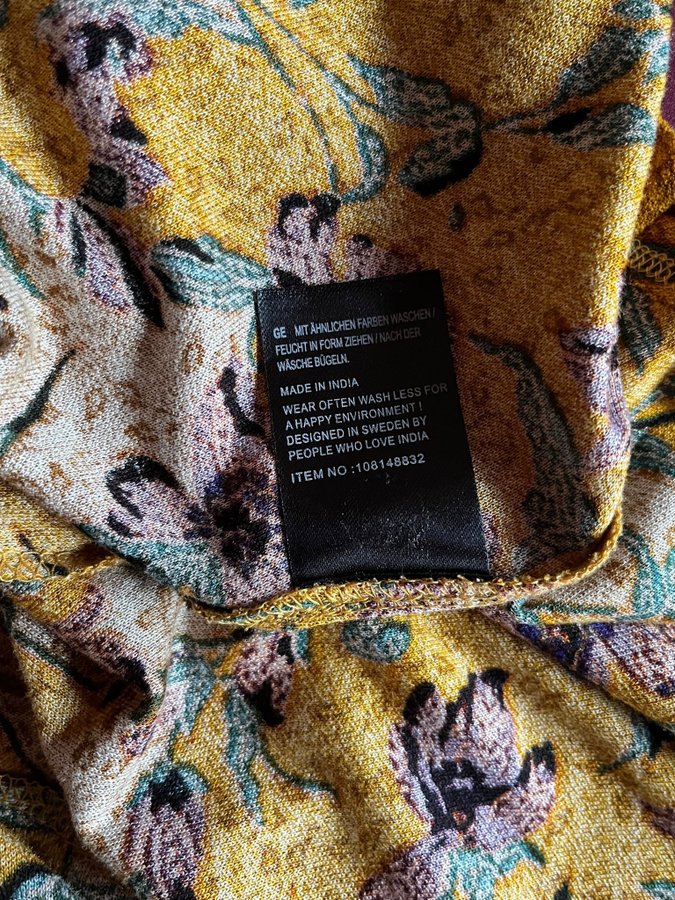 GE MIT ÄHNLICHEN FARBEN WASCHEN /
FEUCHT IN FORM ZIEHEN / NACH DER
WÄSCHE BÜGELN.
MADE IN INDIA
WEAR OFTEN WASH LESS FOR
A HAPPY ENVIRONMENT !
DESIGNED IN SWEDEN BY
PEOPLE WHO LOVE INDIA
ITEM NO :108148832